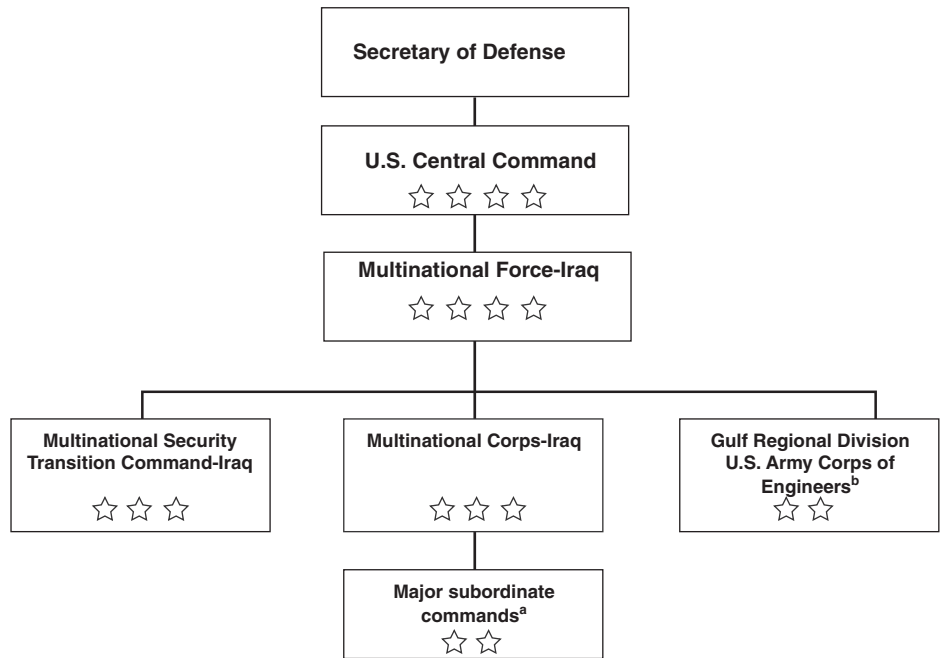 Secretary of Defense
U.S. Central Command
Multinational Force-Iraq
Multinational Security
Transition Command-Iraq
Multinational Corps-Iraq
Gulf Regional Division
U.S. Army Corps of
Engineersb
Major subordinate
commandsa